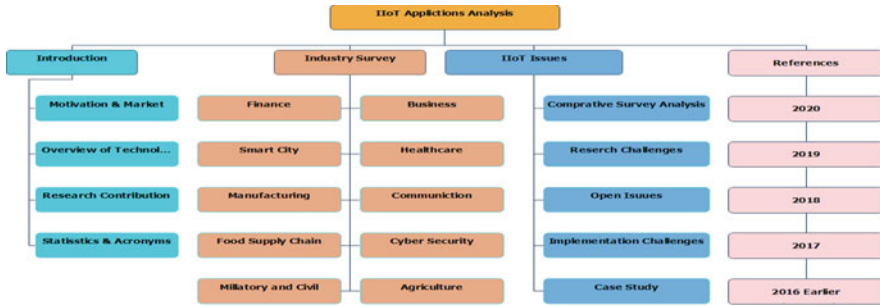 IIoT Applictions Analysis
Introduction
Industry Survey
IIoT Issues
References
Motivation & Market
Finance
Business
Comprative Survey Analysis
2020
Overview of Technol...
Smart City
Healthcare
Reserch Challenges
2019
Research Contribution
Manufacturing
Communiction
Open Isuues
2018
Statisstics & Acronyms
Food Supply Chain
Cyber Security
Implementation Challenges
2017
Millatory and Civil
Agriculture
Case Study
2016 Earlier